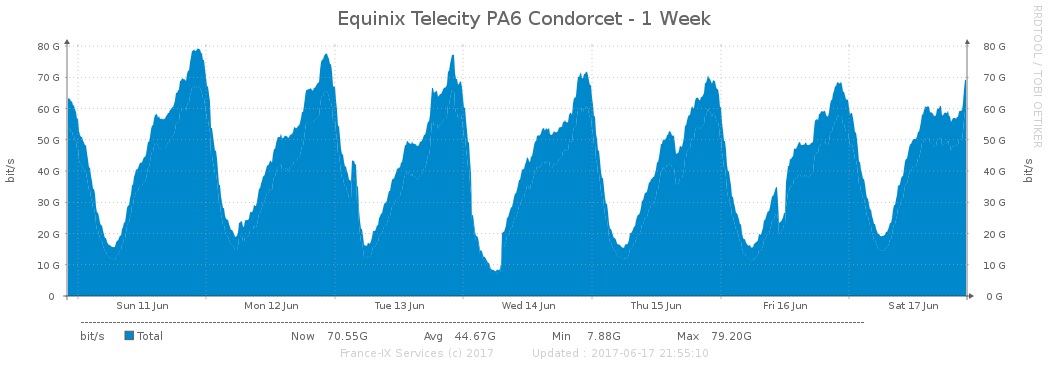 Equinix Telecity PA6 Condorcet - 1 Week
RRDTOOL / TOBI OETIKER
bit/s
80 G
70 G
60 G
50 G
40 G
30 G
20 G
10 G
0
80 G
70 G
60 G
50 G
40 G
30 G
20 G
10 G
0 G
bit/s
Sun 11 Jun Mon 12 Jun Tue 13 Jun Wed 14 Jun Thu 15 Jun Fri 16 Jun Sat 17 Jun
bit/s Total Now 70.55G Avg 44.67G Min 7.88G Max 79.20G
France-IX Services (c) 2017 Updated : 2017-06-17 21:55:10